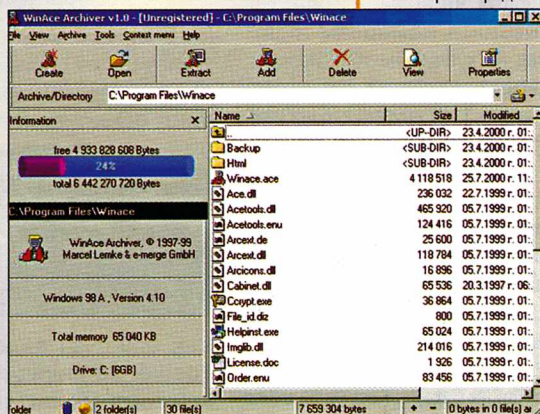 WinAce Archiver v1.0 - [Unregistered] - C:\Program Files\Winace
File View Archive Tools Context menu Help
Create Open Extract Add Delete View Properties
Archive/Directory C:\Program Files\Winace
Information
free 4 933 828 608 Bytes
24%
total 6 442 270 720 Bytes
C:\Program Files\Winace
WinAce Archiver, © 1997-99
Marcel Lemke & e-merge GmbH
Windows 98 A , Version 4.10
Total memory 65 040 KB
Drive: C: [6GB]
Name Size Modified
.. <UP-DIR> 23.4.2000 г. 01:..
Backup <SUB-DIR> 23.4.2000 г. 01:..
Html <SUB-DIR> 23.4.2000 г. 01:..
Winace.ace 4 118 518 25.7.2000 г. 11:..
Ace.dll 236 032 22.7.1999 г. 01:..
Acetools.dll 465 920 05.7.1999 г. 01:..
Acetools.enu 124 416 05.7.1999 г. 01:..
Arcext.de 25 600 05.7.1999 г. 01:..
Arcext.dll 118 784 05.7.1999 г. 01:..
Arcicons.dll 16 896 05.7.1999 г. 01:..
Cabinet.dll 65 536 20.3.1997 г. 06:..
Ccrypt.exe 36 864 05.7.1999 г. 01:..
File_id.diz 800 05.7.1999 г. 01:..
Helpinst.exe 65 024 05.7.1999 г. 01:..
Imglib.dll 214 016 05.7.1999 г. 01:..
License.doc 1 926 05.7.1999 г. 01:..
Order.enu 83 456 05.7.1999 г. 01:..
older 2 folder(s) 30 file(s) 7 659 304 bytes + - 0 bytes in 0 file(s) ar